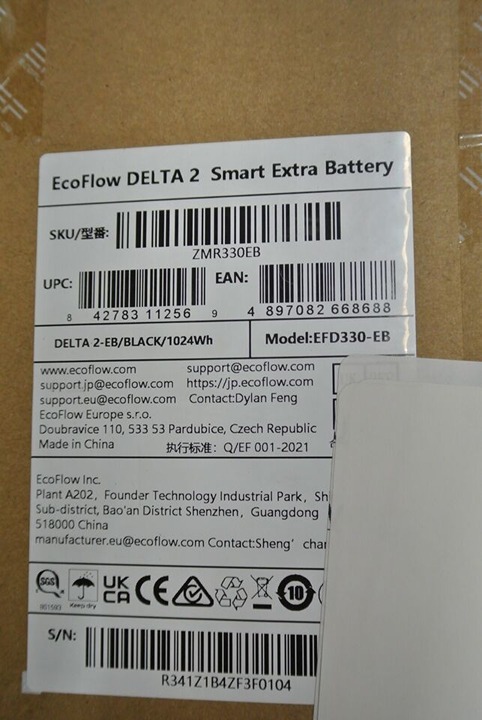 EcoFlow DELTA 2 Smart Extra Battery
SKU/型番:
ZMR330EB
UPC:
8 42783 11256 9
EAN:
4 897082 668688
DELTA 2-EB/BLACK/1024Wh
Model:EFD330-EB
www.ecoflow.com support@ecoflow.com
support.jp@ecoflow.com https://jp.ecoflow.com
support.eu@ecoflow.com Contact:Dylan Feng
EcoFlow Europe s.r.o.
Doubravice 110, 533 53 Pardubice, Czech Republic
Made in China 执行标准: Q/EF 001-2021
EcoFlow Inc.
Plant A202, Founder Technology Industrial Park, Sh
Sub-district, Bao'an District Shenzhen, Guangdong
518000 China
manufacturer.eu@ecoflow.com Contact:Sheng' char
SGS
Keep dry
UK
CA
CE
10
S/N:
R341Z1B4ZF3F0104